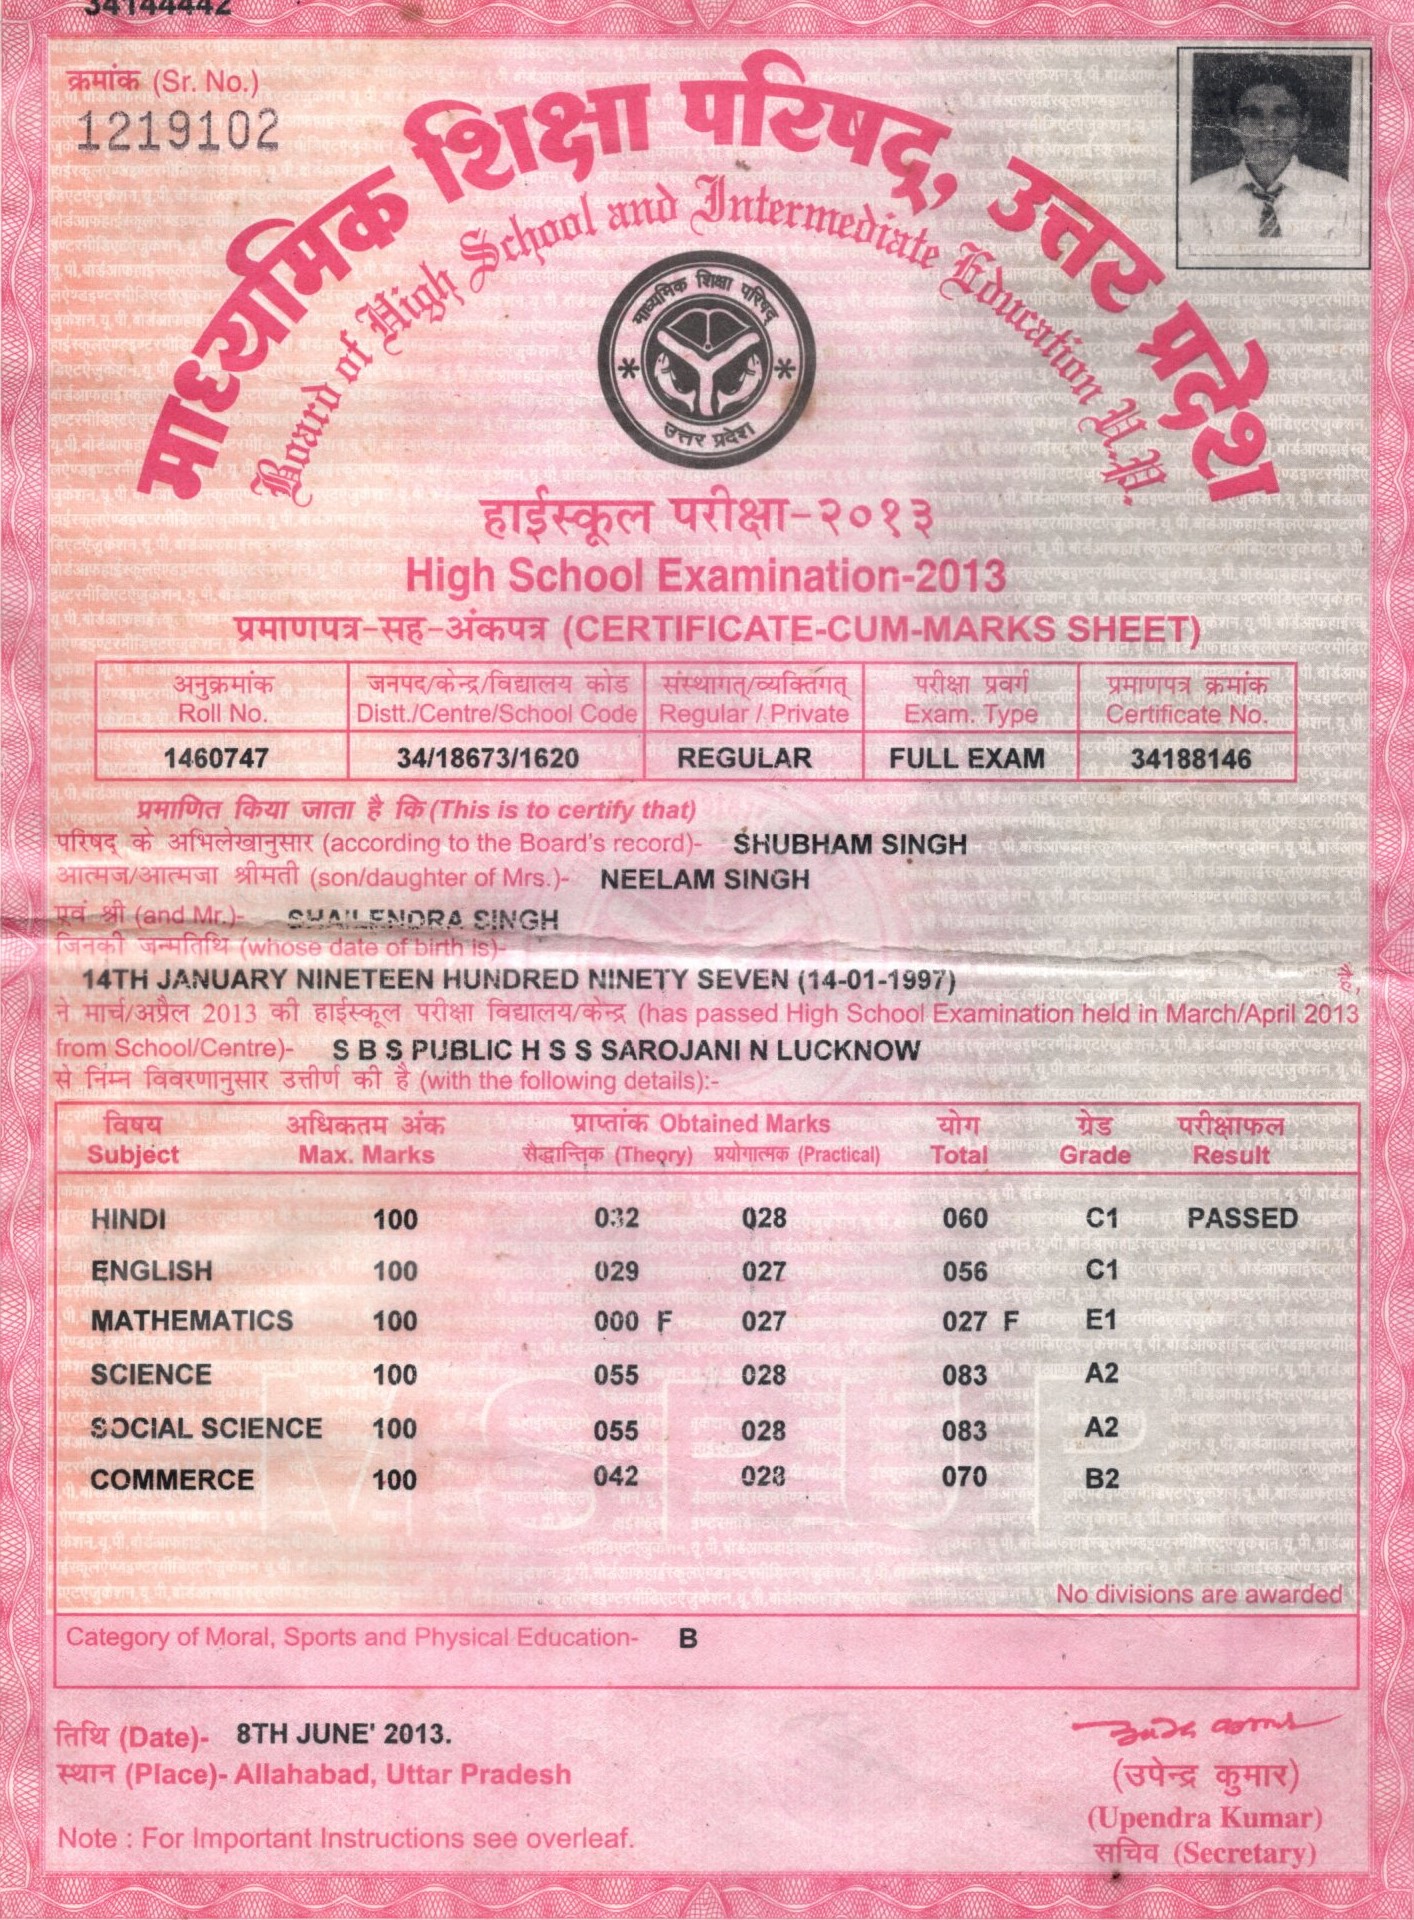 34144442
क्रमांक (Sr. No.)
1219102
माध्यमिक शिक्षा परिषद्, उत्तर प्रदेश
Board of High School and Intermediate Education U.P.
माध्यमिक शिक्षा परिषद्
उत्तर प्रदेश
हाईस्कूल परीक्षा-२०१३
High School Examination-2013
प्रमाणपत्र-सह-अंकपत्र (CERTIFICATE-CUM-MARKS SHEET)
अनुक्रमांक जनपद/केन्द्र/विद्यालय कोड संस्थागत्/व्यक्तिगत् परीक्षा प्रवर्ग प्रमाणपत्र क्रमांक
Roll No. Distt./Centre/School Code Regular / Private Exam. Type Certificate No.
1460747 34/18673/1620 REGULAR FULL EXAM 34188146
प्रमाणित किया जाता है कि (This is to certify that)
परिषद् के अभिलेखानुसार (according to the Board's record)- SHUBHAM SINGH
आत्मज/आत्मजा श्रीमती (son/daughter of Mrs.)- NEELAM SINGH
एवं श्री (and Mr.)- SHAILENDRA SINGH
जिनकी जन्मतिथि (whose date of birth is)-
14TH JANUARY NINETEEN HUNDRED NINETY SEVEN (14-01-1997)
ने मार्च/अप्रैल 2013 की हाईस्कूल परीक्षा विद्यालय/केन्द्र (has passed High School Examination held in March/April 2013
from School/Centre)- S B S PUBLIC H S S SAROJANI N LUCKNOW
से निम्न विवरणानुसार उत्तीर्ण की है (with the following details):-
विषय अधिकतम अंक प्राप्तांक Obtained Marks योग ग्रेड परीक्षाफल
Subject Max. Marks सैद्धान्तिक (Theory) प्रयोगात्मक (Practical) Total Grade Result
HINDI 100 032 028 060 C1 PASSED
ENGLISH 100 029 027 056 C1
MATHEMATICS 100 000 F 027 027 F E1
SCIENCE 100 055 028 083 A2
SOCIAL SCIENCE 100 055 028 083 A2
COMMERCE 100 042 028 070 B2
No divisions are awarded
Category of Moral, Sports and Physical Education- B
तिथि (Date)- 8TH JUNE' 2013.
स्थान (Place)- Allahabad, Uttar Pradesh
(उपेन्द्र कुमार)
(Upendra Kumar)
Note : For Important Instructions see overleaf.
सचिव (Secretary)